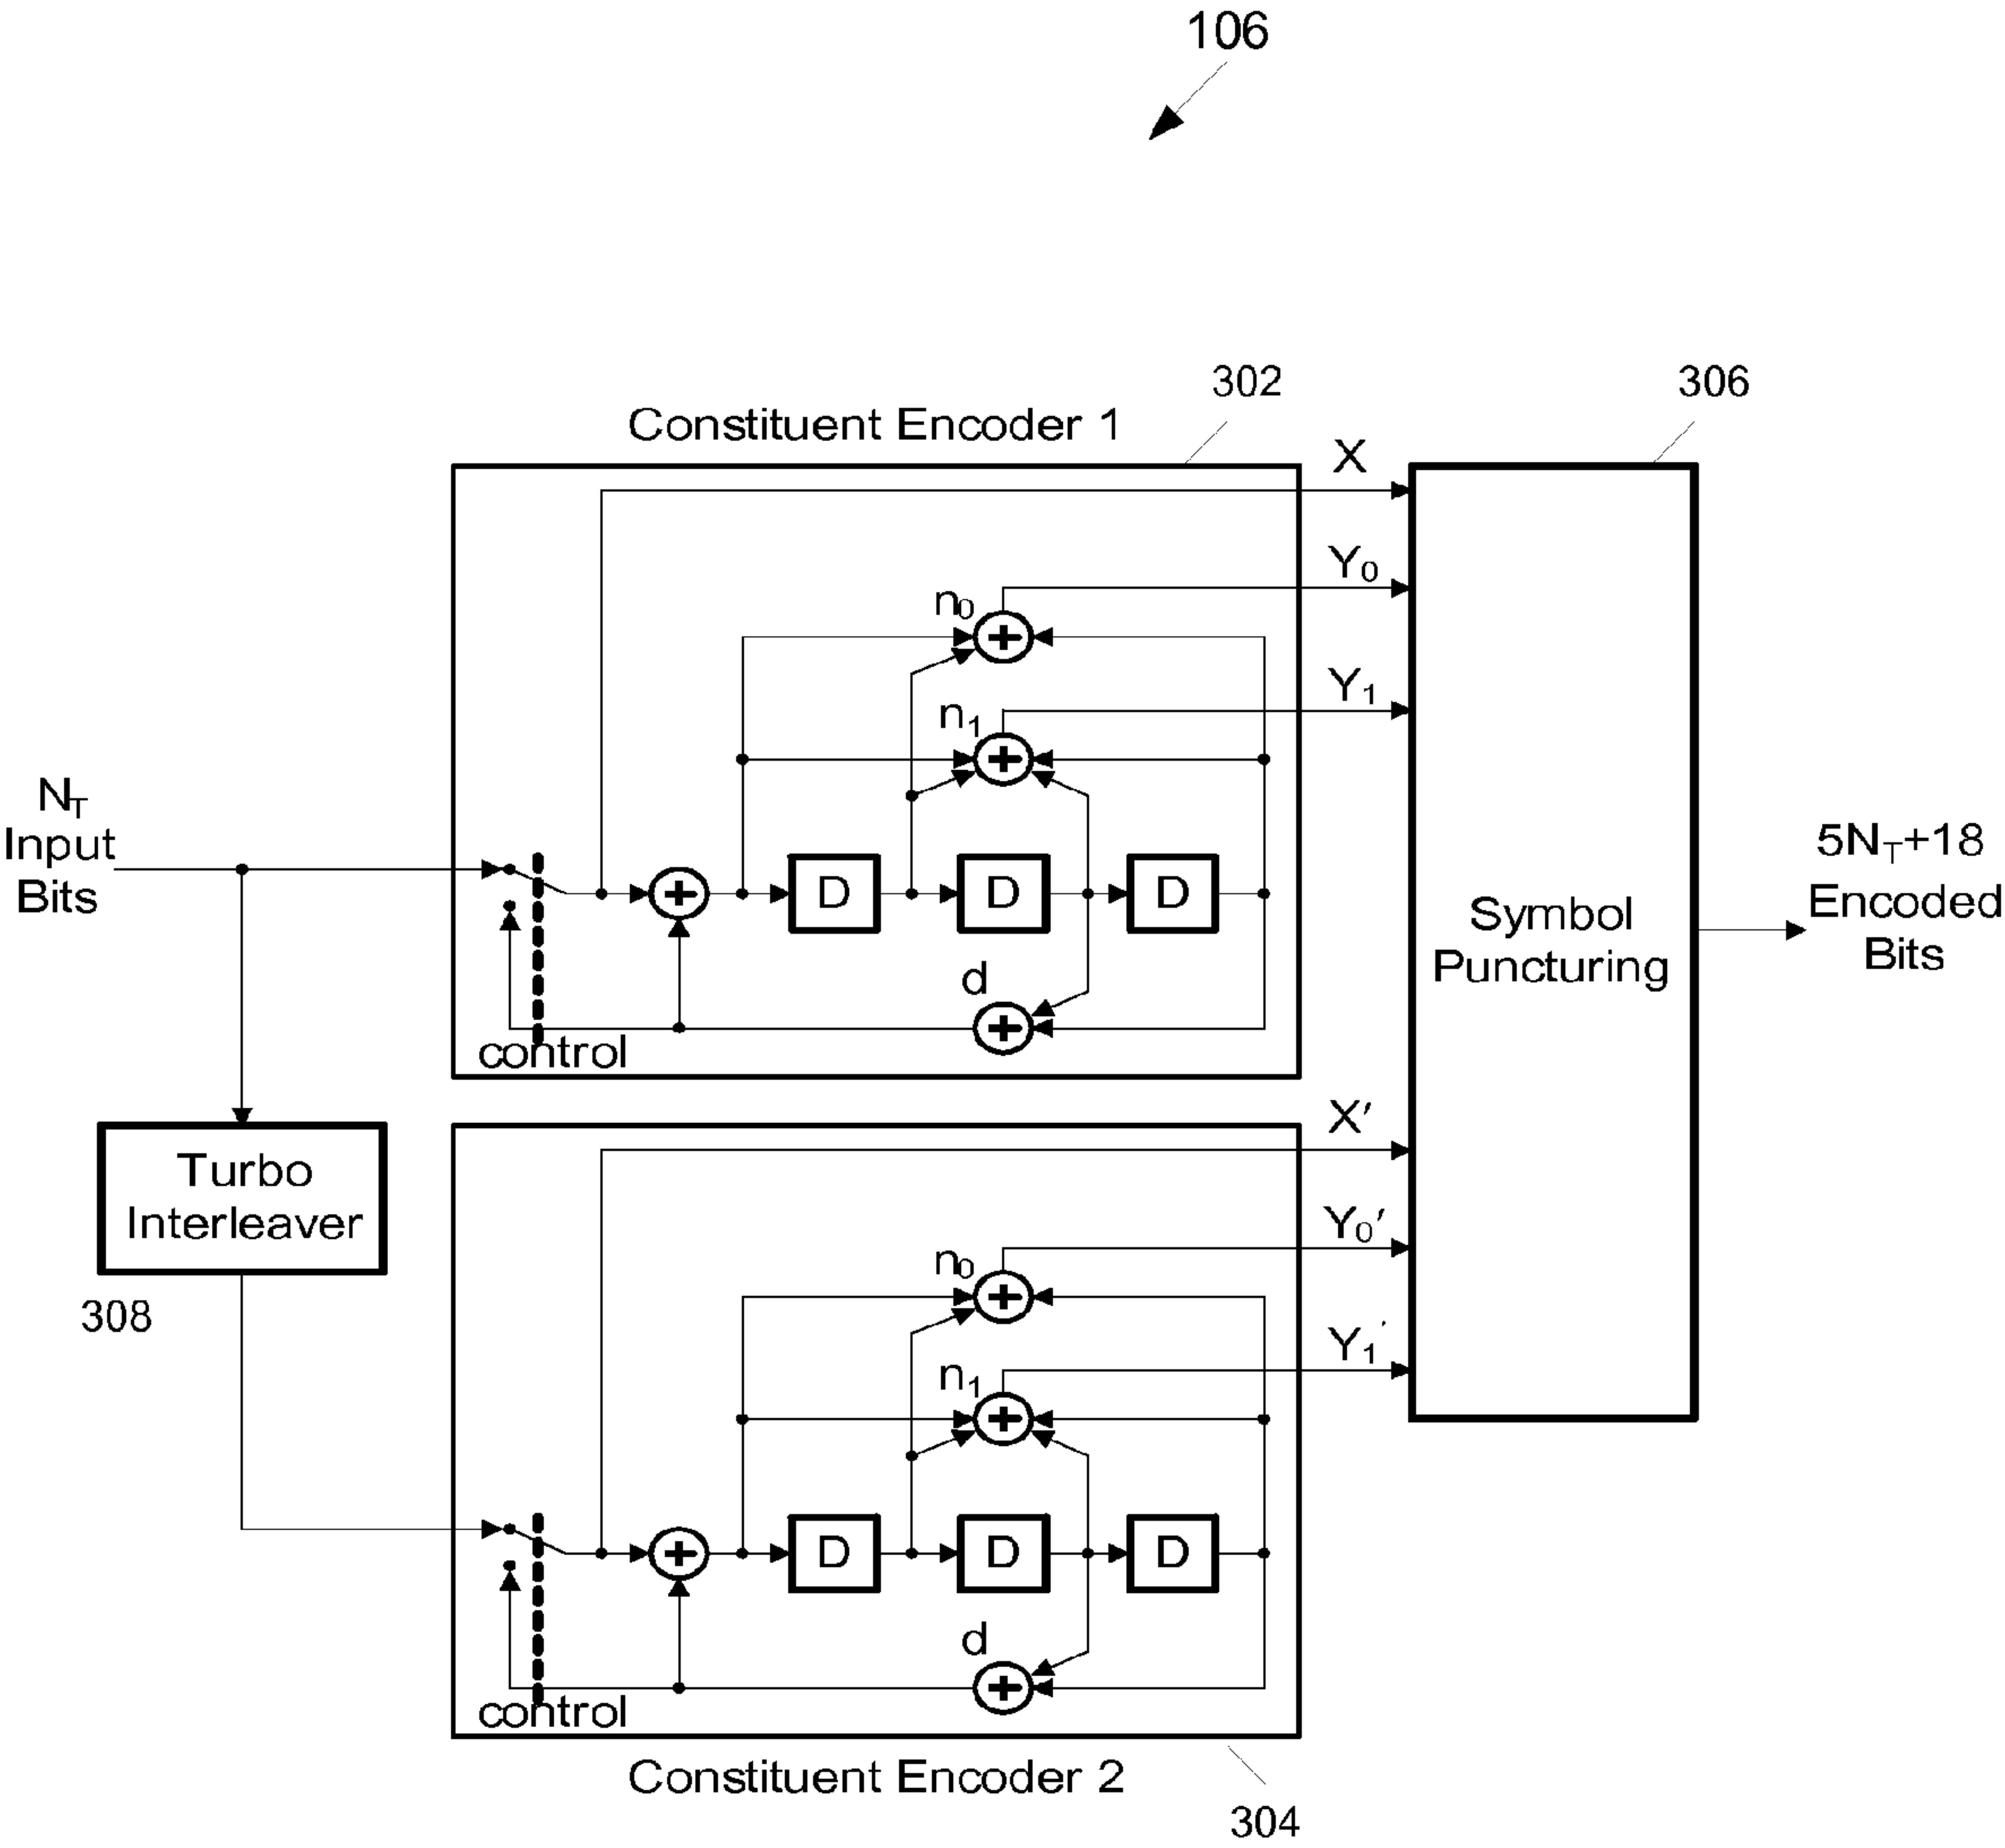 106
302
306
Constituent Encoder 1
X
Y0
n0
Y1
n1
NT
Input
Bits
D D D
d
control
Symbol
Puncturing
5NT+18
Encoded
Bits
X′
Turbo
Interleaver
Y0′
n0
308
Y1′
n1
D D D
d
control
Constituent Encoder 2
304